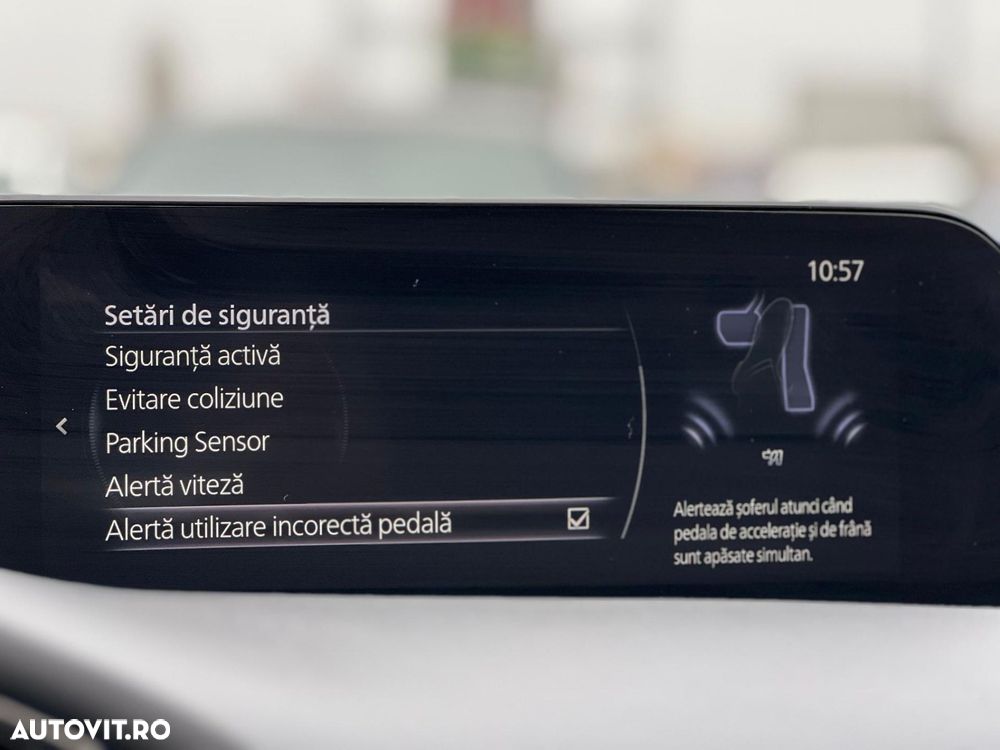 10:57
Setări de siguranță
Siguranță activă
Evitare coliziune
Parking Sensor
Alertă viteză
Alertă utilizare incorectă pedală
Alertează șoferul atunci când
pedala de accelerație și de frână
sunt apăsate simultan.
AUTOVIT.RO